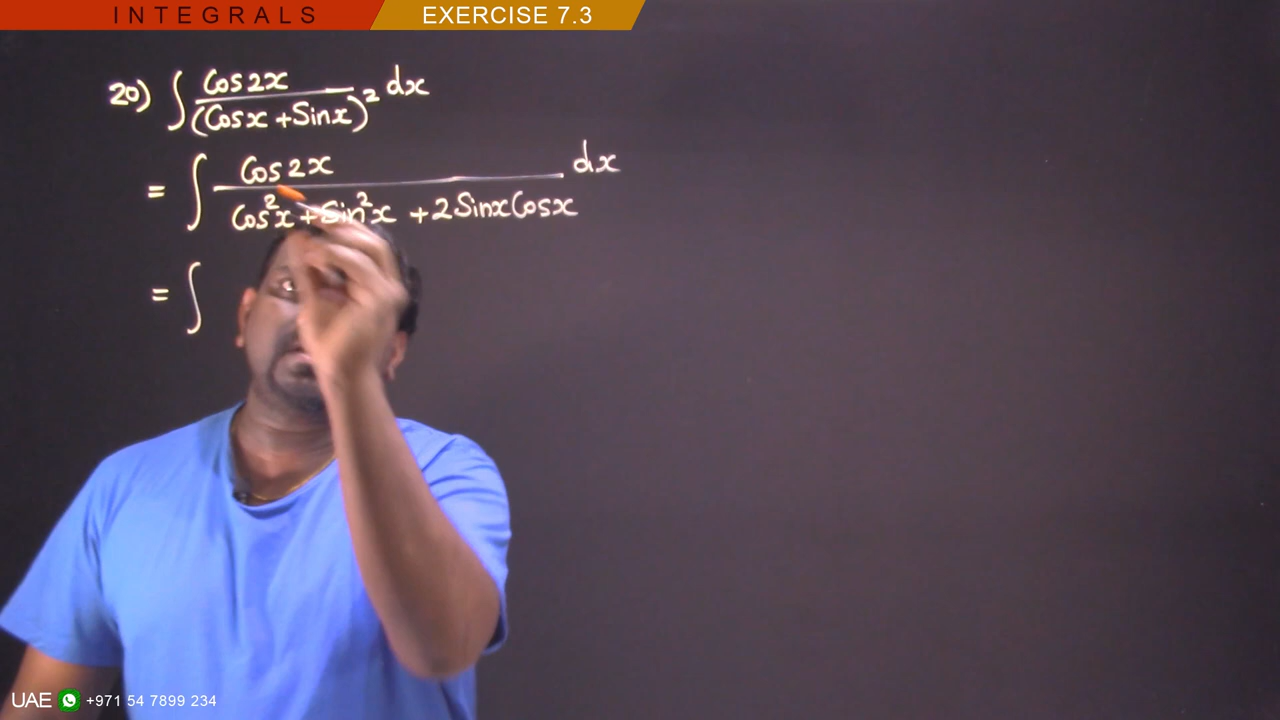 INTEGRALS EXERCISE 7.3
20) ∫ Cos2x / (Cosx + Sinx)² dx
= ∫ Cos2x / Cos²x + Sin²x + 2SinxCosx dx
= ∫
UAE +971 54 7899 234